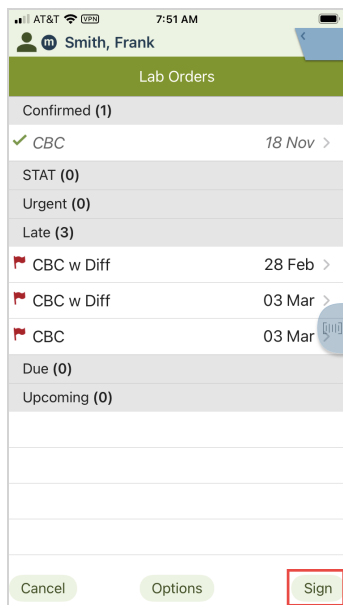 AT&T VPN 7:51 AM
m Smith, Frank
Lab Orders
Confirmed (1)
CBC 18 Nov
STAT (0)
Urgent (0)
Late (3)
CBC w Diff 28 Feb
CBC w Diff 03 Mar
CBC 03 Mar
Due (0)
Upcoming (0)
Cancel Options Sign